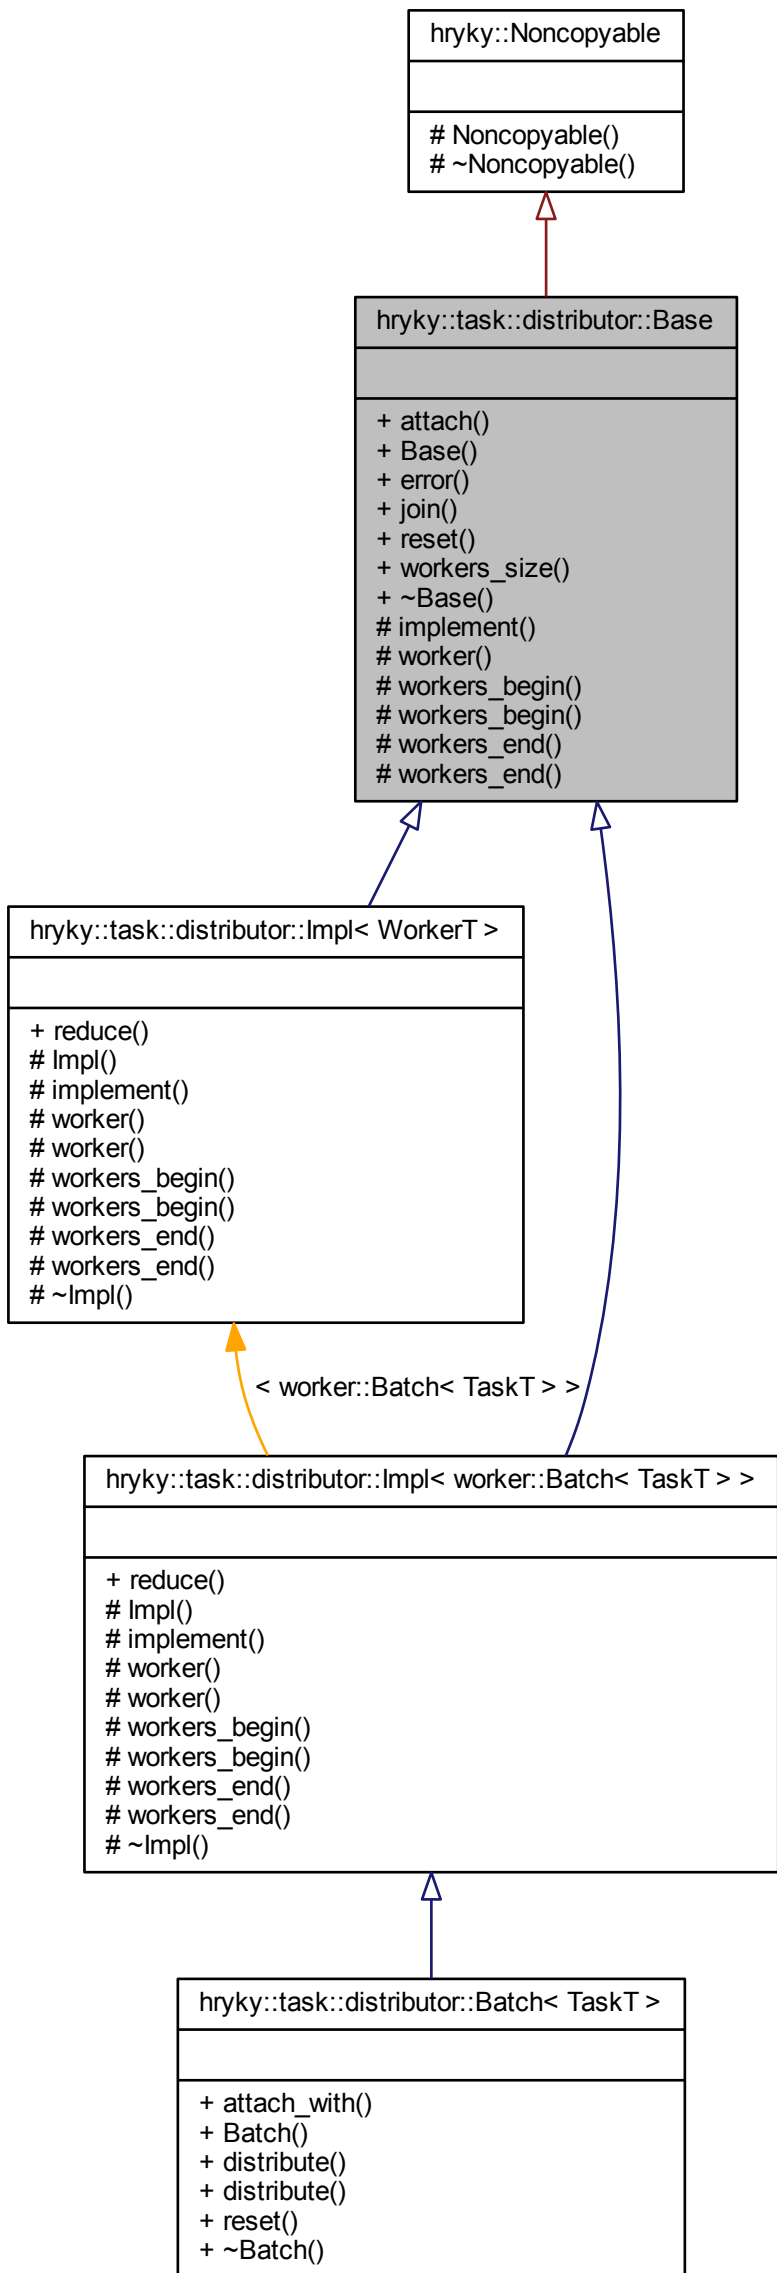 hryky::Noncopyable
# Noncopyable()
# ~Noncopyable()
hryky::task::distributor::Base
+ attach()
+ Base()
+ error()
+ join()
+ reset()
+ workers_size()
+ ~Base()
# implement()
# worker()
# workers_begin()
# workers_begin()
# workers_end()
# workers_end()
hryky::task::distributor::Impl< WorkerT >
+ reduce()
# Impl()
# implement()
# worker()
# worker()
# workers_begin()
# workers_begin()
# workers_end()
# workers_end()
# ~Impl()
< worker::Batch< TaskT > >
hryky::task::distributor::Impl< worker::Batch< TaskT > >
+ reduce()
# Impl()
# implement()
# worker()
# worker()
# workers_begin()
# workers_begin()
# workers_end()
# workers_end()
# ~Impl()
hryky::task::distributor::Batch< TaskT >
+ attach_with()
+ Batch()
+ distribute()
+ distribute()
+ reset()
+ ~Batch()